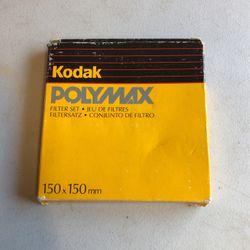 Kodak
POLYMAX
FILTER SET • JEU DE FILTRES
FILTERSATZ • CONJUNTO DE FILTRO
150 x 150 mm